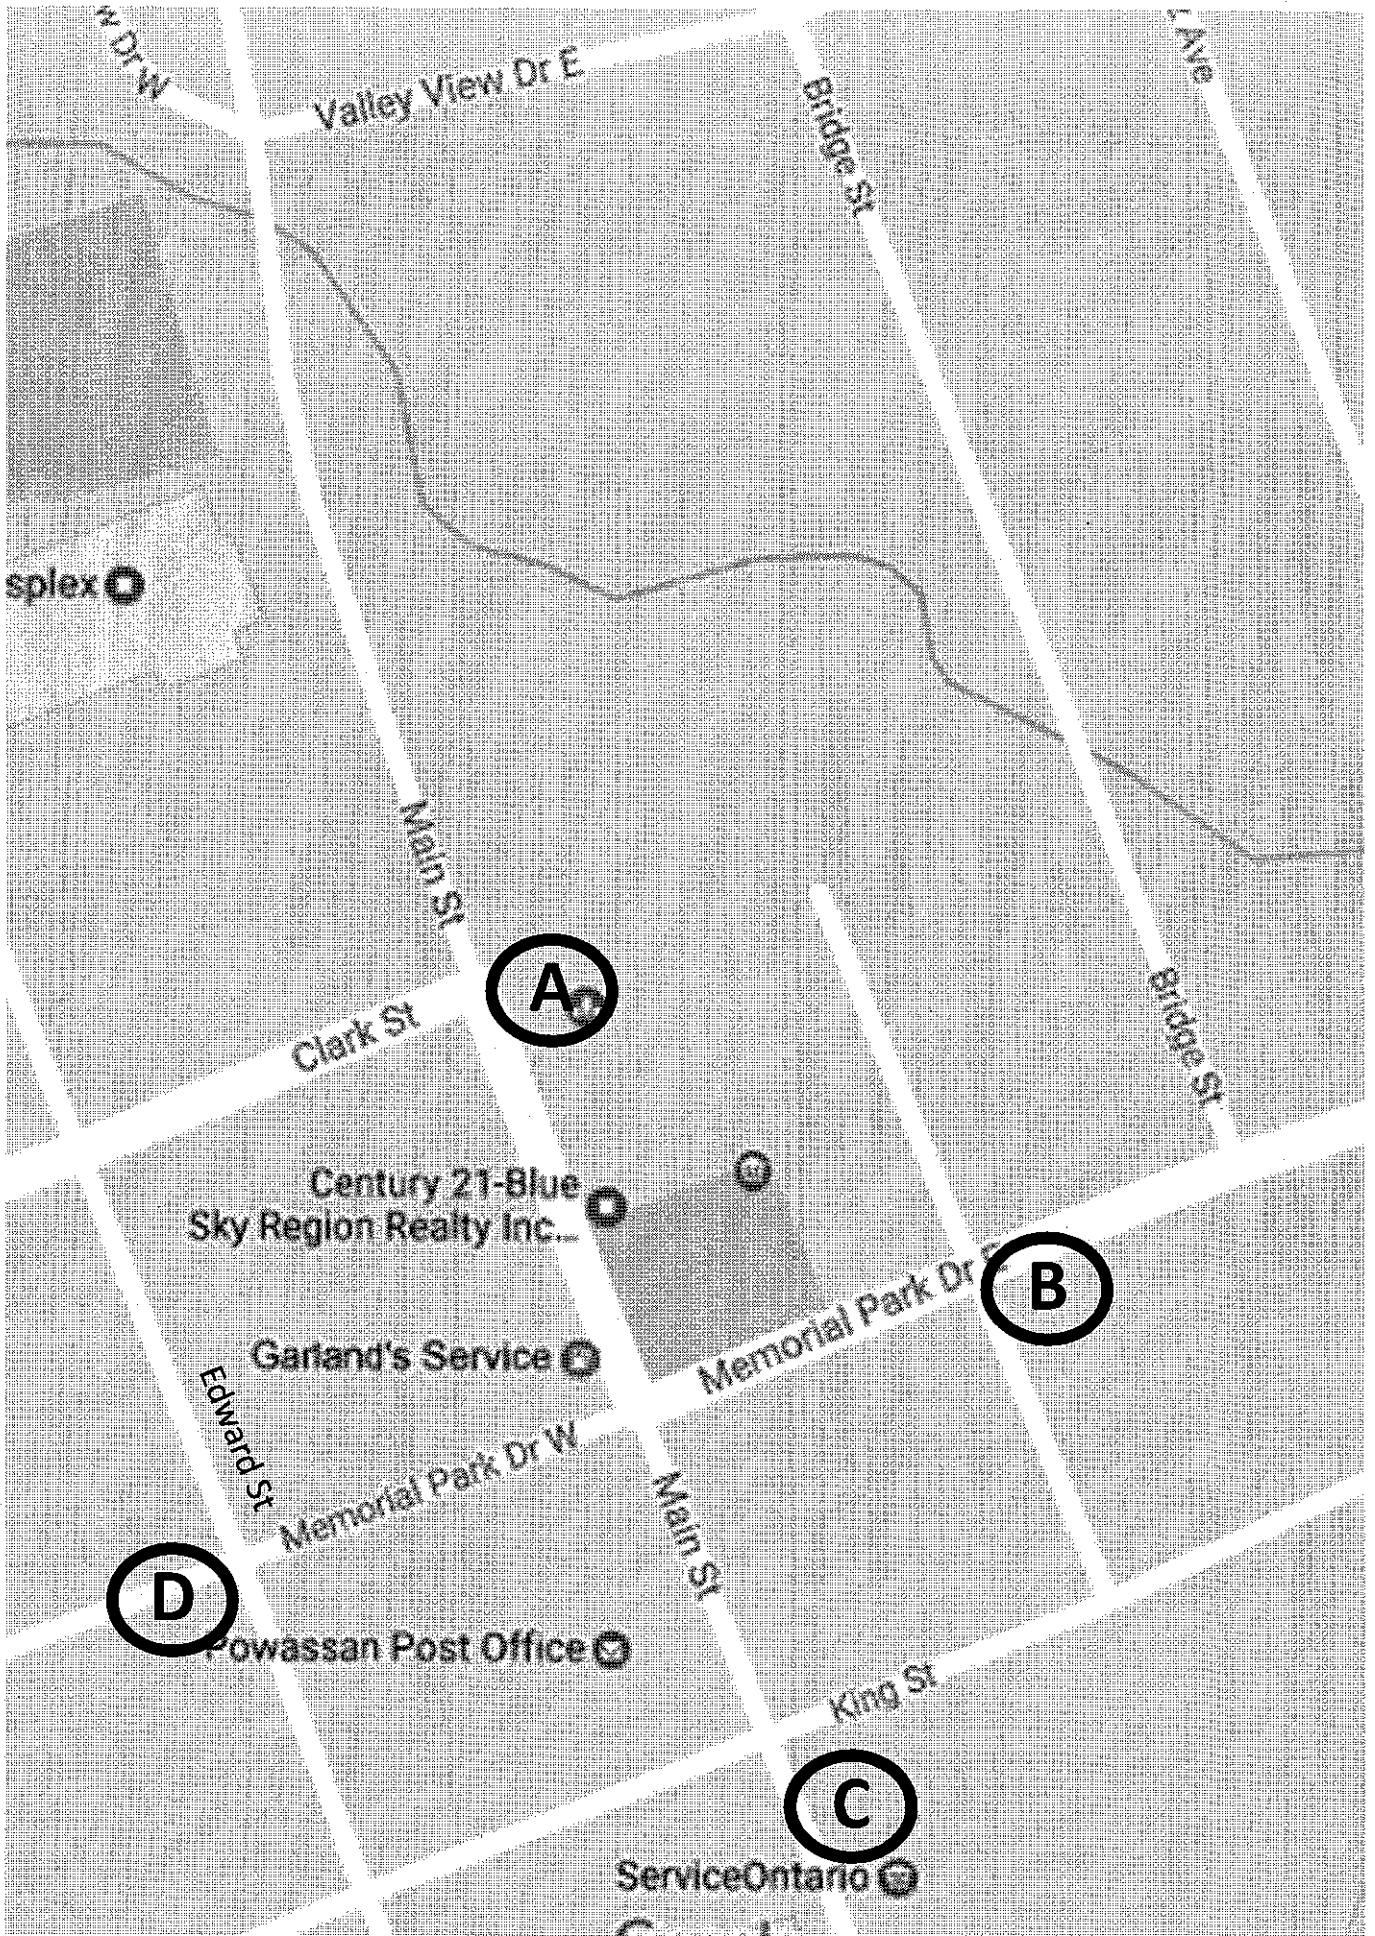 Dr W
Valley View Dr E
Bridge St
Ave
splex
Main St
A
Clark St
Bridge St
Century 21-Blue
Sky Region Realty Inc...
Memorial Park Dr E
B
Garland's Service
Edward St
Memorial Park Dr W
Main St
D
Powassan Post Office
King St
C
ServiceOntario